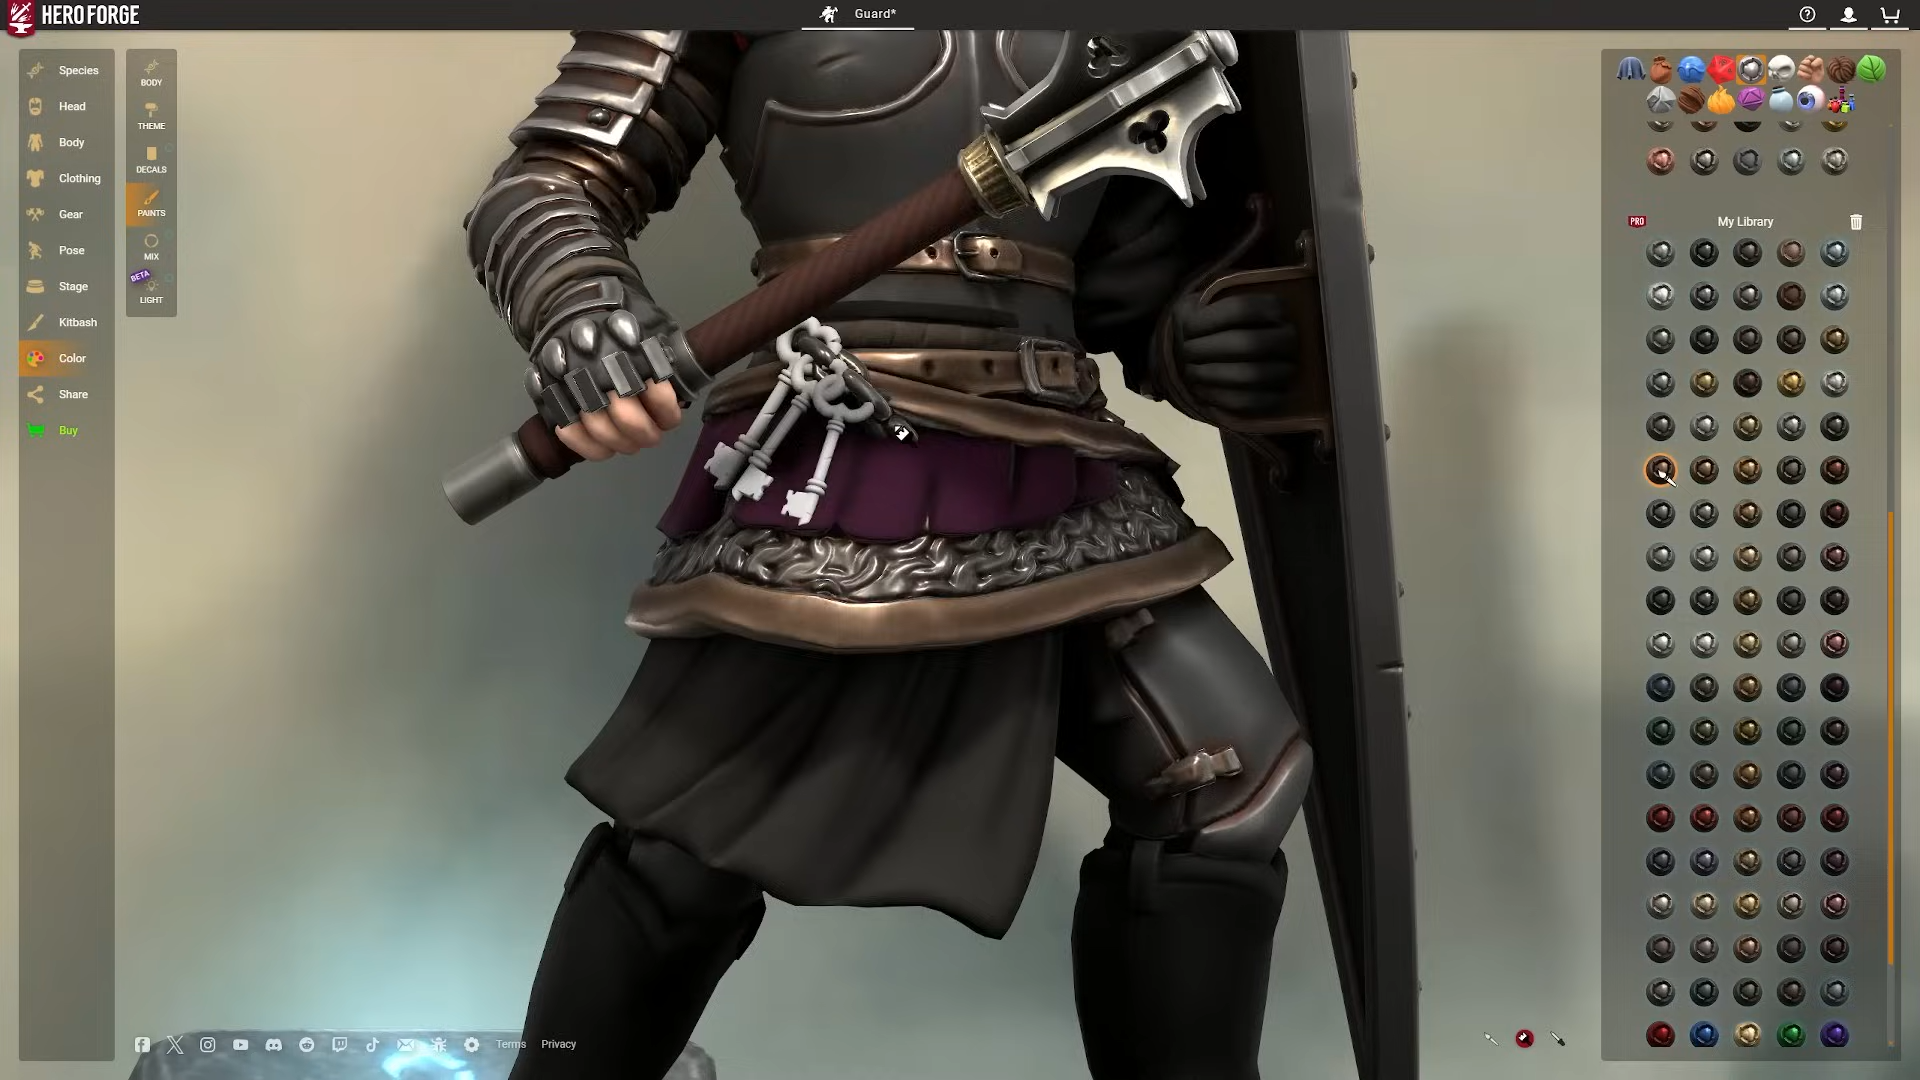 HERO FORGE
Guard*
Species
Head
Body
Clothing
Gear
Pose
Stage
Kitbash
Color
Share
Buy
BODY
THEME
DECALS
PAINTS
MIX
BETA
LIGHT
PRO
My Library
Terms
Privacy